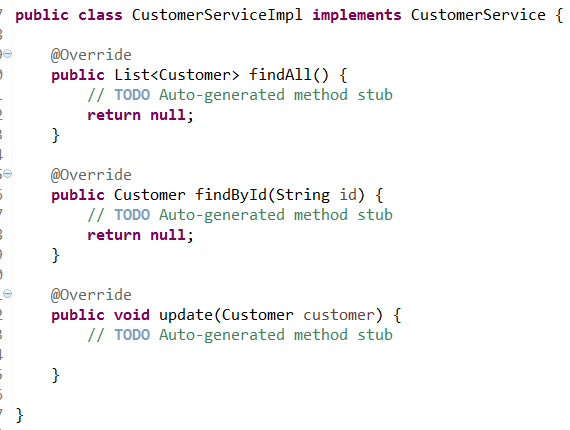 public class CustomerServiceImpl implements CustomerService {
@Override
public List<Customer> findAll() {
// TODO Auto-generated method stub
return null;
}
@Override
public Customer findById(String id) {
// TODO Auto-generated method stub
return null;
}
@Override
public void update(Customer customer) {
// TODO Auto-generated method stub
}
}